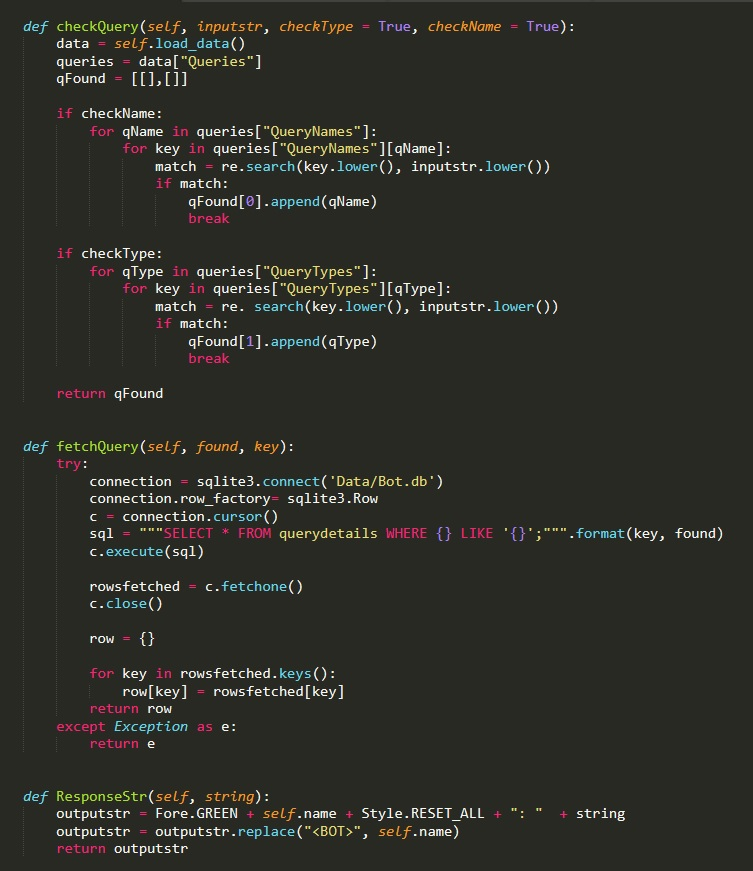 def checkQuery(self, inputstr, checkType = True, checkName = True):
    data = self.load_data()
    queries = data["Queries"]
    qFound = [[],[]]

    if checkName:
        for qName in queries["QueryNames"]:
            for key in queries["QueryNames"][qName]:
                match = re.search(key.lower(), inputstr.lower())
                if match:
                    qFound[0].append(qName)
                    break

    if checkType:
        for qType in queries["QueryTypes"]:
            for key in queries["QueryTypes"][qType]:
                match = re. search(key.lower(), inputstr.lower())
                if match:
                    qFound[1].append(qType)
                    break

    return qFound


def fetchQuery(self, found, key):
    try:
        connection = sqlite3.connect('Data/Bot.db')
        connection.row_factory= sqlite3.Row
        c = connection.cursor()
        sql = """SELECT * FROM querydetails WHERE {} LIKE '{}';""".format(key, found)
        c.execute(sql)

        rowsfetched = c.fetchone()
        c.close()

        row = {}

        for key in rowsfetched.keys():
            row[key] = rowsfetched[key]
        return row
    except Exception as e:
        return e


def ResponseStr(self, string):
    outputstr = Fore.GREEN + self.name + Style.RESET_ALL + ": "  + string
    outputstr = outputstr.replace("<BOT>", self.name)
    return outputstr